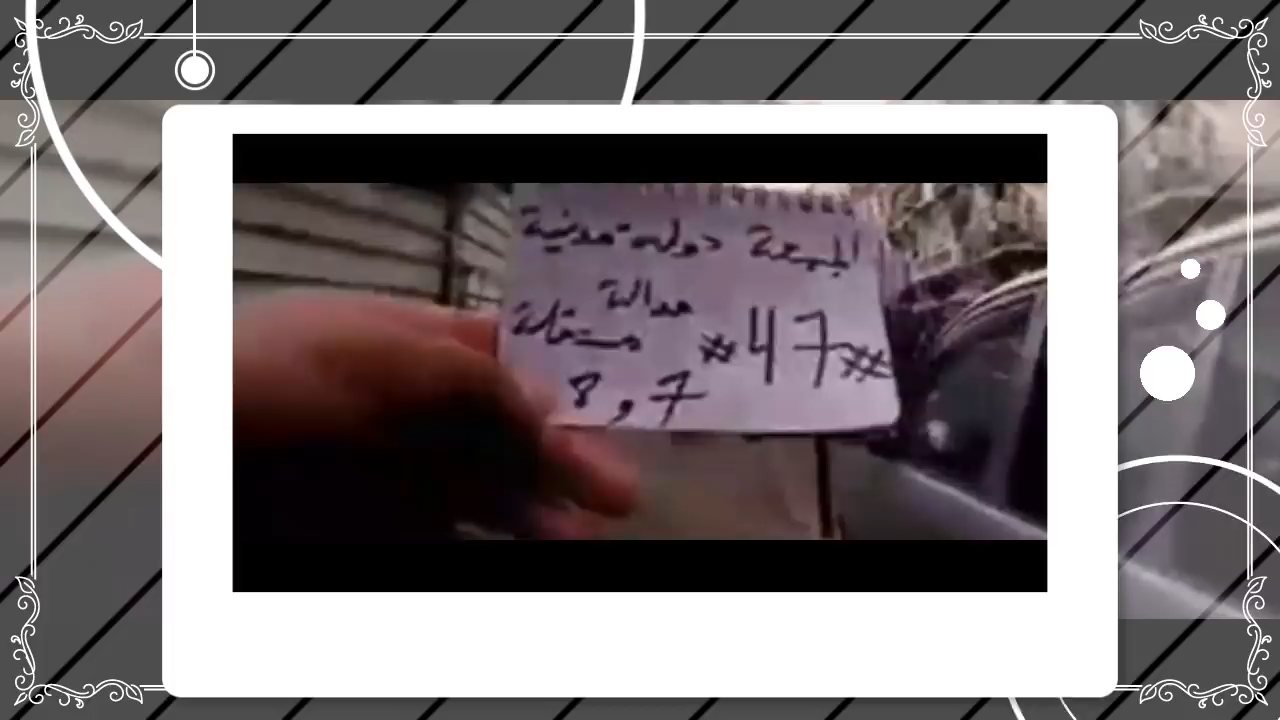 الجمعة دولة مدنية
عدالة
مستقلة
*47**
8,7